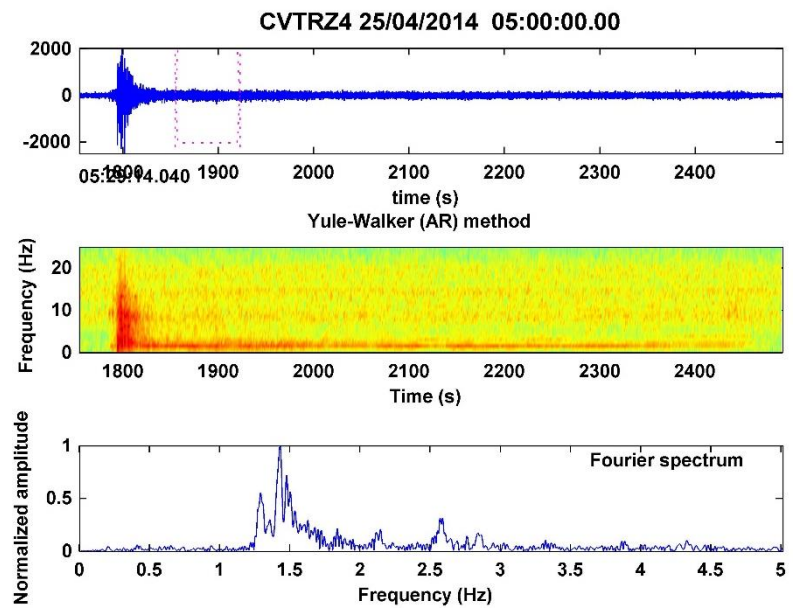 CVTRZ4 25/04/2014 05:00:00.00
2000
0
-2000
1800 1900 2000 2100 2200 2300 2400
05:29:14.040
time (s)
Yule-Walker (AR) method
Frequency (Hz)
20
10
0
1800 1900 2000 2100 2200 2300 2400
Time (s)
Normalized amplitude
Fourier spectrum
1
0.5
0
0 0.5 1 1.5 2 2.5 3 3.5 4 4.5 5
Frequency (Hz)